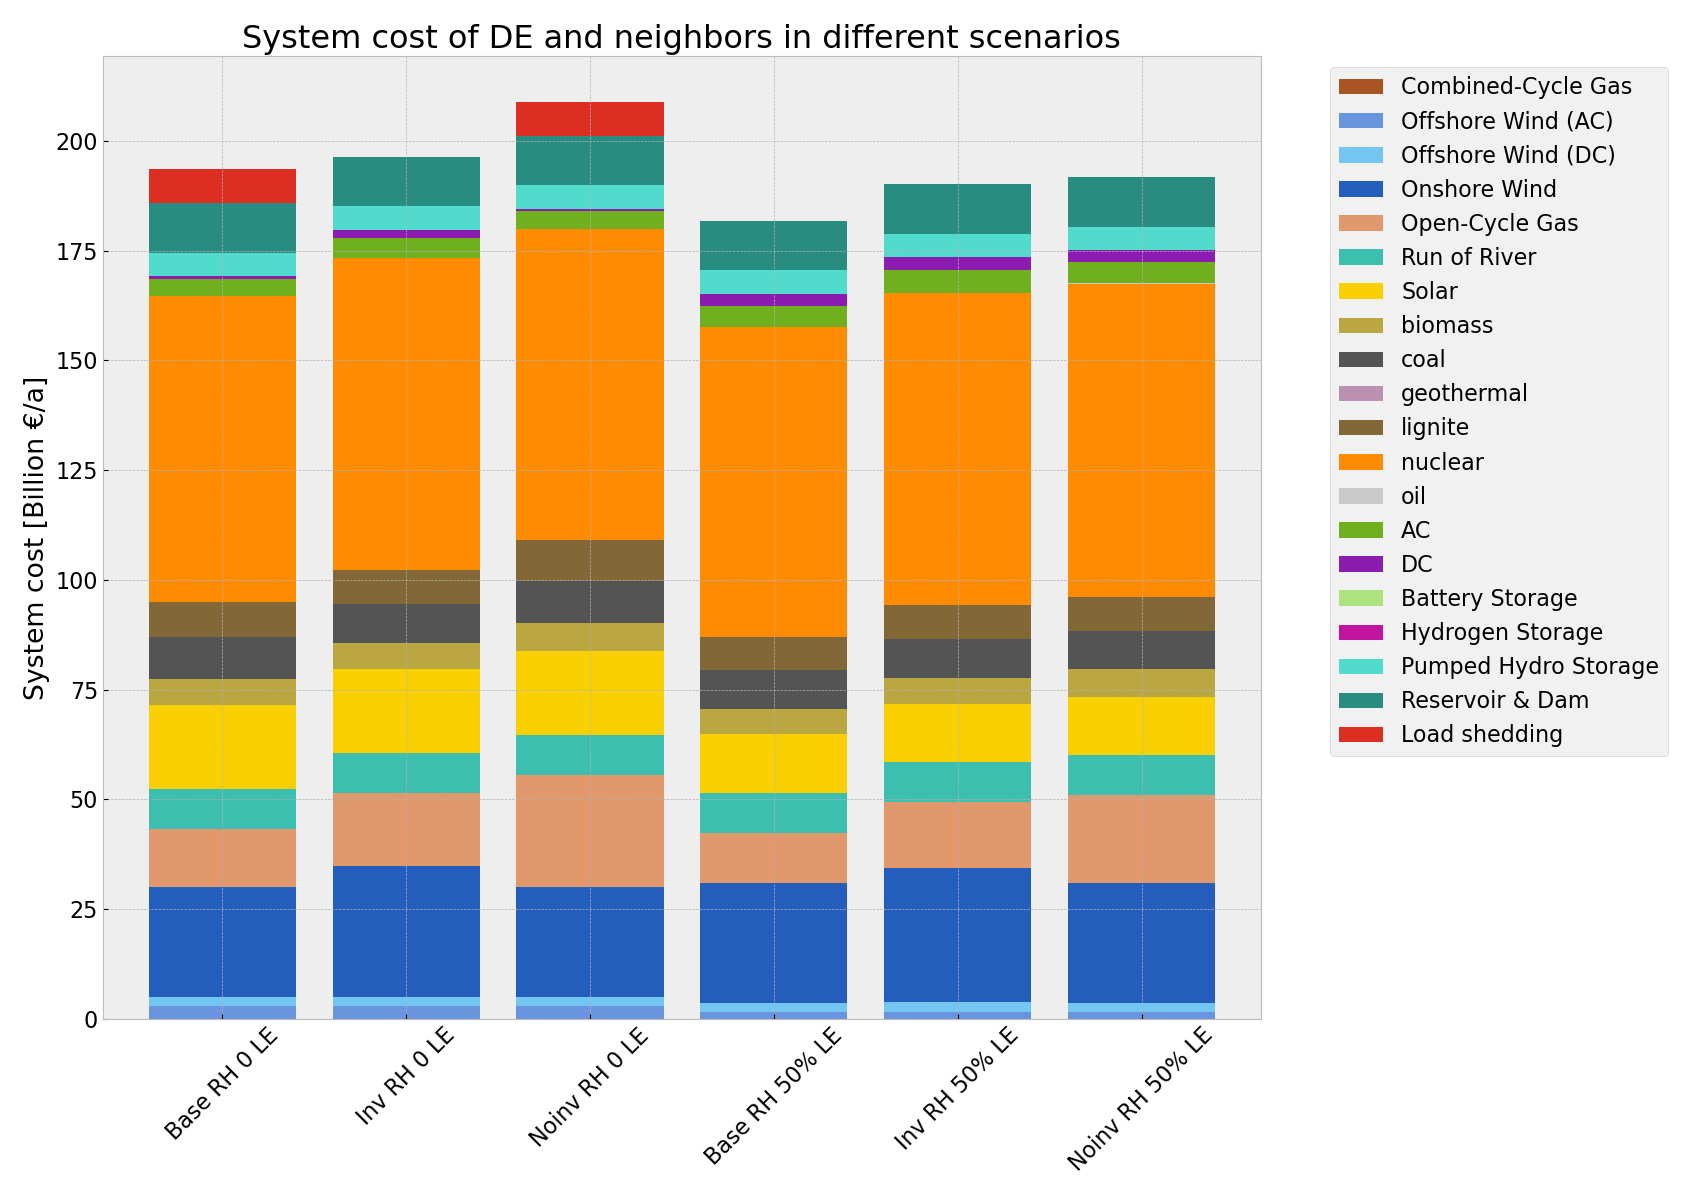 System cost of DE and neighbors in different scenarios
System cost [Billion €/a]
200
175
150
125
100
75
50
25
0
Base RH 0 LE
Inv RH 0 LE
Noinv RH 0 LE
Base RH 50% LE
Inv RH 50% LE
Noinv RH 50% LE
Combined-Cycle Gas
Offshore Wind (AC)
Offshore Wind (DC)
Onshore Wind
Open-Cycle Gas
Run of River
Solar
biomass
coal
geothermal
lignite
nuclear
oil
AC
DC
Battery Storage
Hydrogen Storage
Pumped Hydro Storage
Reservoir & Dam
Load shedding